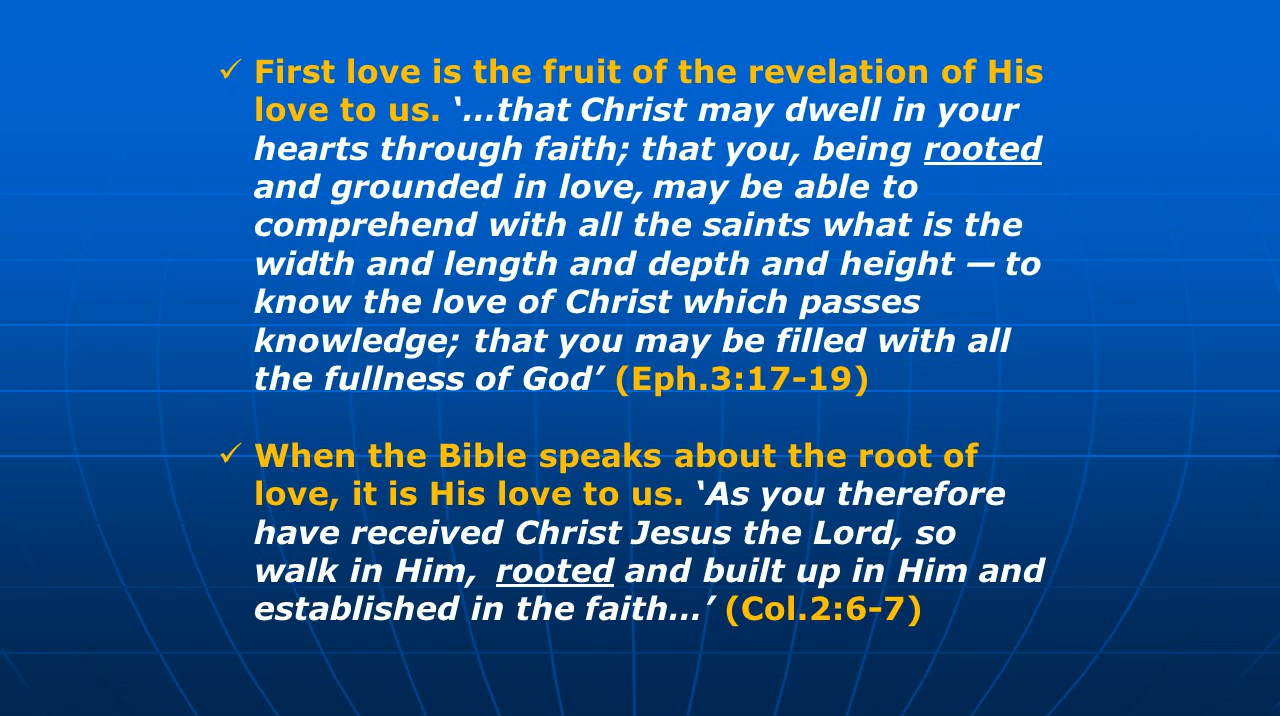 ✓ First love is the fruit of the revelation of His
love to us. ‘…that Christ may dwell in your
hearts through faith; that you, being rooted
and grounded in love, may be able to
comprehend with all the saints what is the
width and length and depth and height — to
know the love of Christ which passes
knowledge; that you may be filled with all
the fullness of God’ (Eph.3:17-19)
✓ When the Bible speaks about the root of
love, it is His love to us. ‘As you therefore
have received Christ Jesus the Lord, so
walk in Him, rooted and built up in Him and
established in the faith…’ (Col.2:6-7)